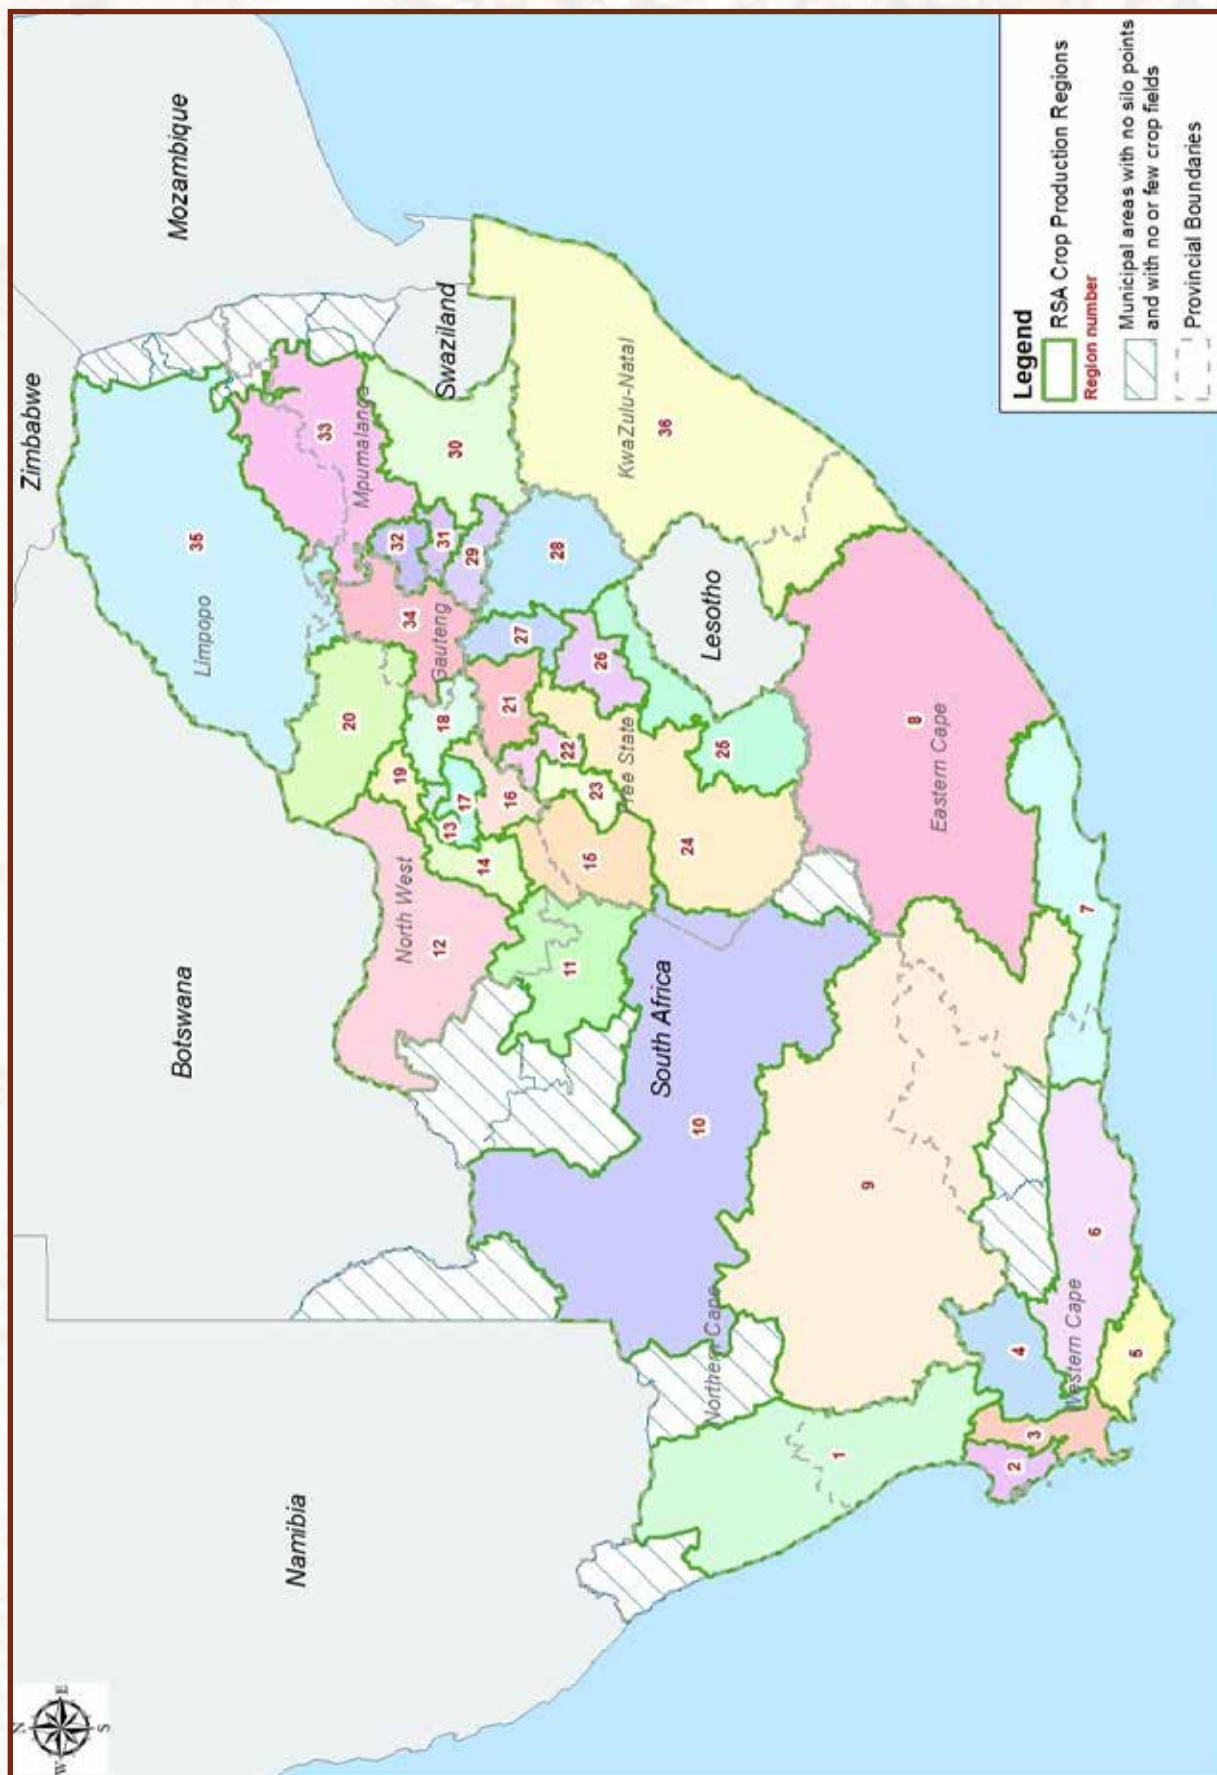 N
W
E
S
Zimbabwe
Mozambique
Botswana
Namibia
35
Limpopo
33
Mpumalanga
20
North West
32
34
19
12
Swaziland
30
31
Gauteng
18
13
29
17
14
21
16
27
28
22
26
23
15
11
Free State
KwaZulu-Natal
36
South Africa
24
10
Lesotho
25
Northern Cape
1
9
8
Eastern Cape
2
4
3
Western Cape
7
6
5
Legend
RSA Crop Production Regions
Region number
Municipal areas with no silo points
and with no or few crop fields
Provincial Boundaries